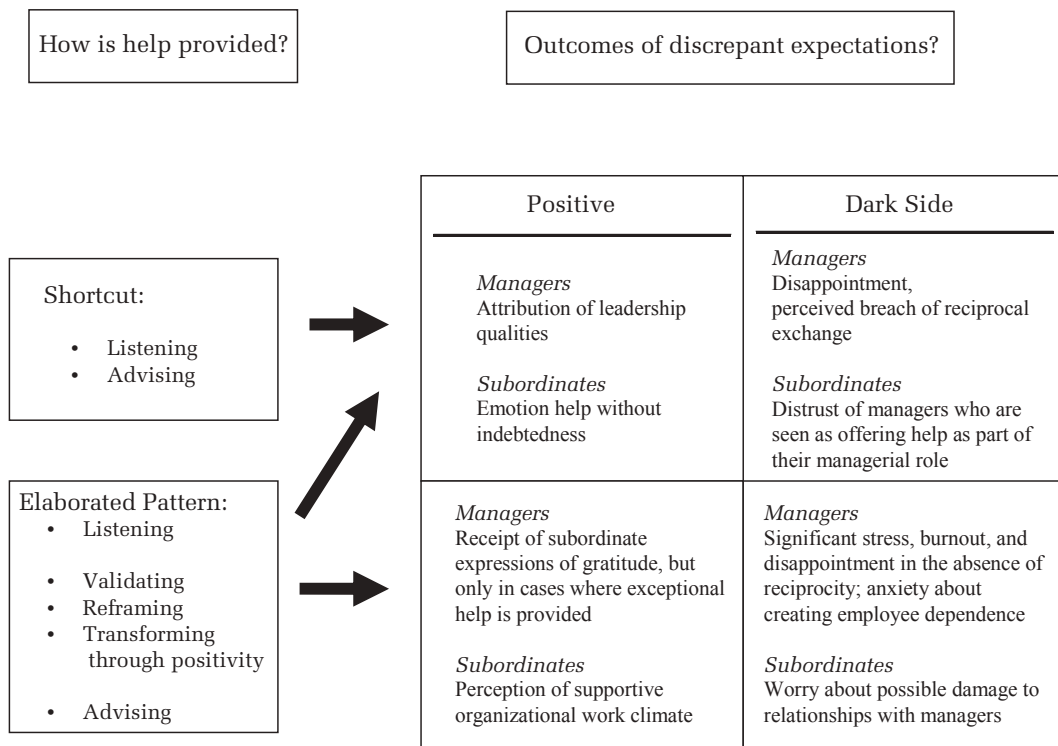 How is help provided?
Outcomes of discrepant expectations?
Shortcut:
• Listening
• Advising
Elaborated Pattern:
• Listening
• Validating
• Reframing
• Transforming
through positivity
• Advising
Positive
Managers
Attribution of leadership
qualities
Subordinates
Emotion help without
indebtedness
Dark Side
Managers
Disappointment,
perceived breach of reciprocal
exchange
Subordinates
Distrust of managers who are
seen as offering help as part of
their managerial role
Managers
Receipt of subordinate
expressions of gratitude, but
only in cases where exceptional
help is provided
Subordinates
Perception of supportive
organizational work climate
Managers
Significant stress, burnout, and
disappointment in the absence of
reciprocity; anxiety about
creating employee dependence
Subordinates
Worry about possible damage to
relationships with managers